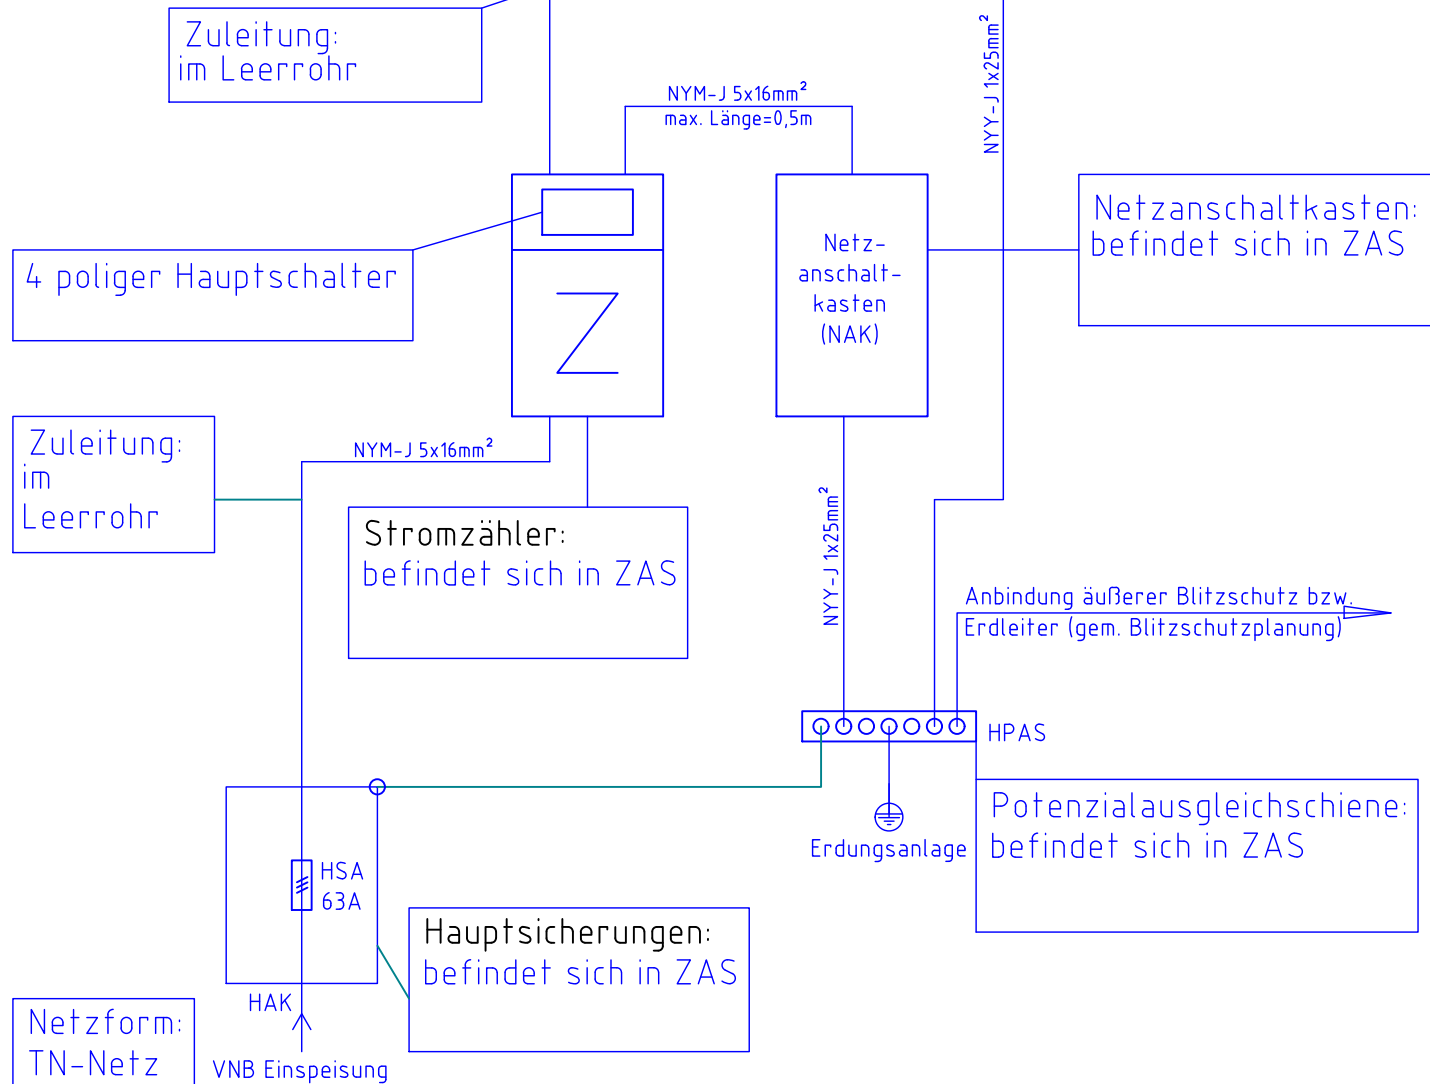 Zuleitung:
im Leerrohr
NYM-J 5x16mm²
max. Länge=0,5m
NYY-J 1x25mm²
Netzanschaltkasten:
befindet sich in ZAS
Netz-
anschalt-
kasten
(NAK)
4 poliger Hauptschalter
Z
Zuleitung:
im
Leerrohr
NYM-J 5x16mm²
Stromzähler:
befindet sich in ZAS
NYY-J 1x25mm²
Anbindung äußerer Blitzschutz bzw.
Erdleiter (gem. Blitzschutzplanung)
HPAS
Potenzialausgleichschiene:
befindet sich in ZAS
Erdungsanlage
HSA
63A
Hauptsicherungen:
befindet sich in ZAS
HAK
Netzform:
TN-Netz
VNB Einspeisung